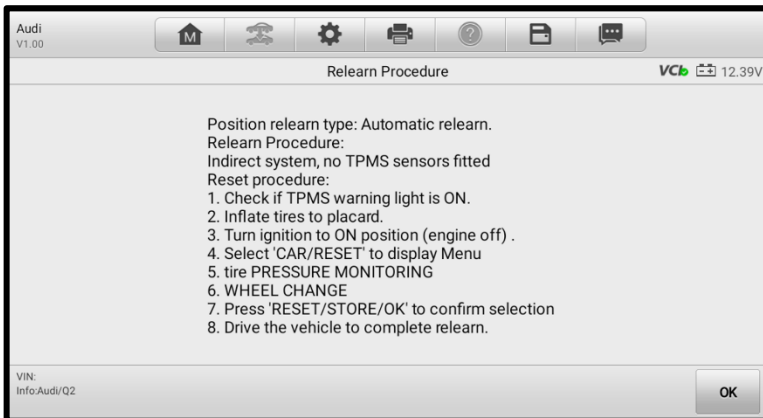 Audi
V1.00
M
Relearn Procedure
VCI 12.39V
Position relearn type: Automatic relearn.
Relearn Procedure:
Indirect system, no TPMS sensors fitted
Reset procedure:
1. Check if TPMS warning light is ON.
2. Inflate tires to placard.
3. Turn ignition to ON position (engine off) .
4. Select 'CAR/RESET' to display Menu
5. tire PRESSURE MONITORING
6. WHEEL CHANGE
7. Press 'RESET/STORE/OK' to confirm selection
8. Drive the vehicle to complete relearn.
VIN:
Info:Audi/Q2
OK